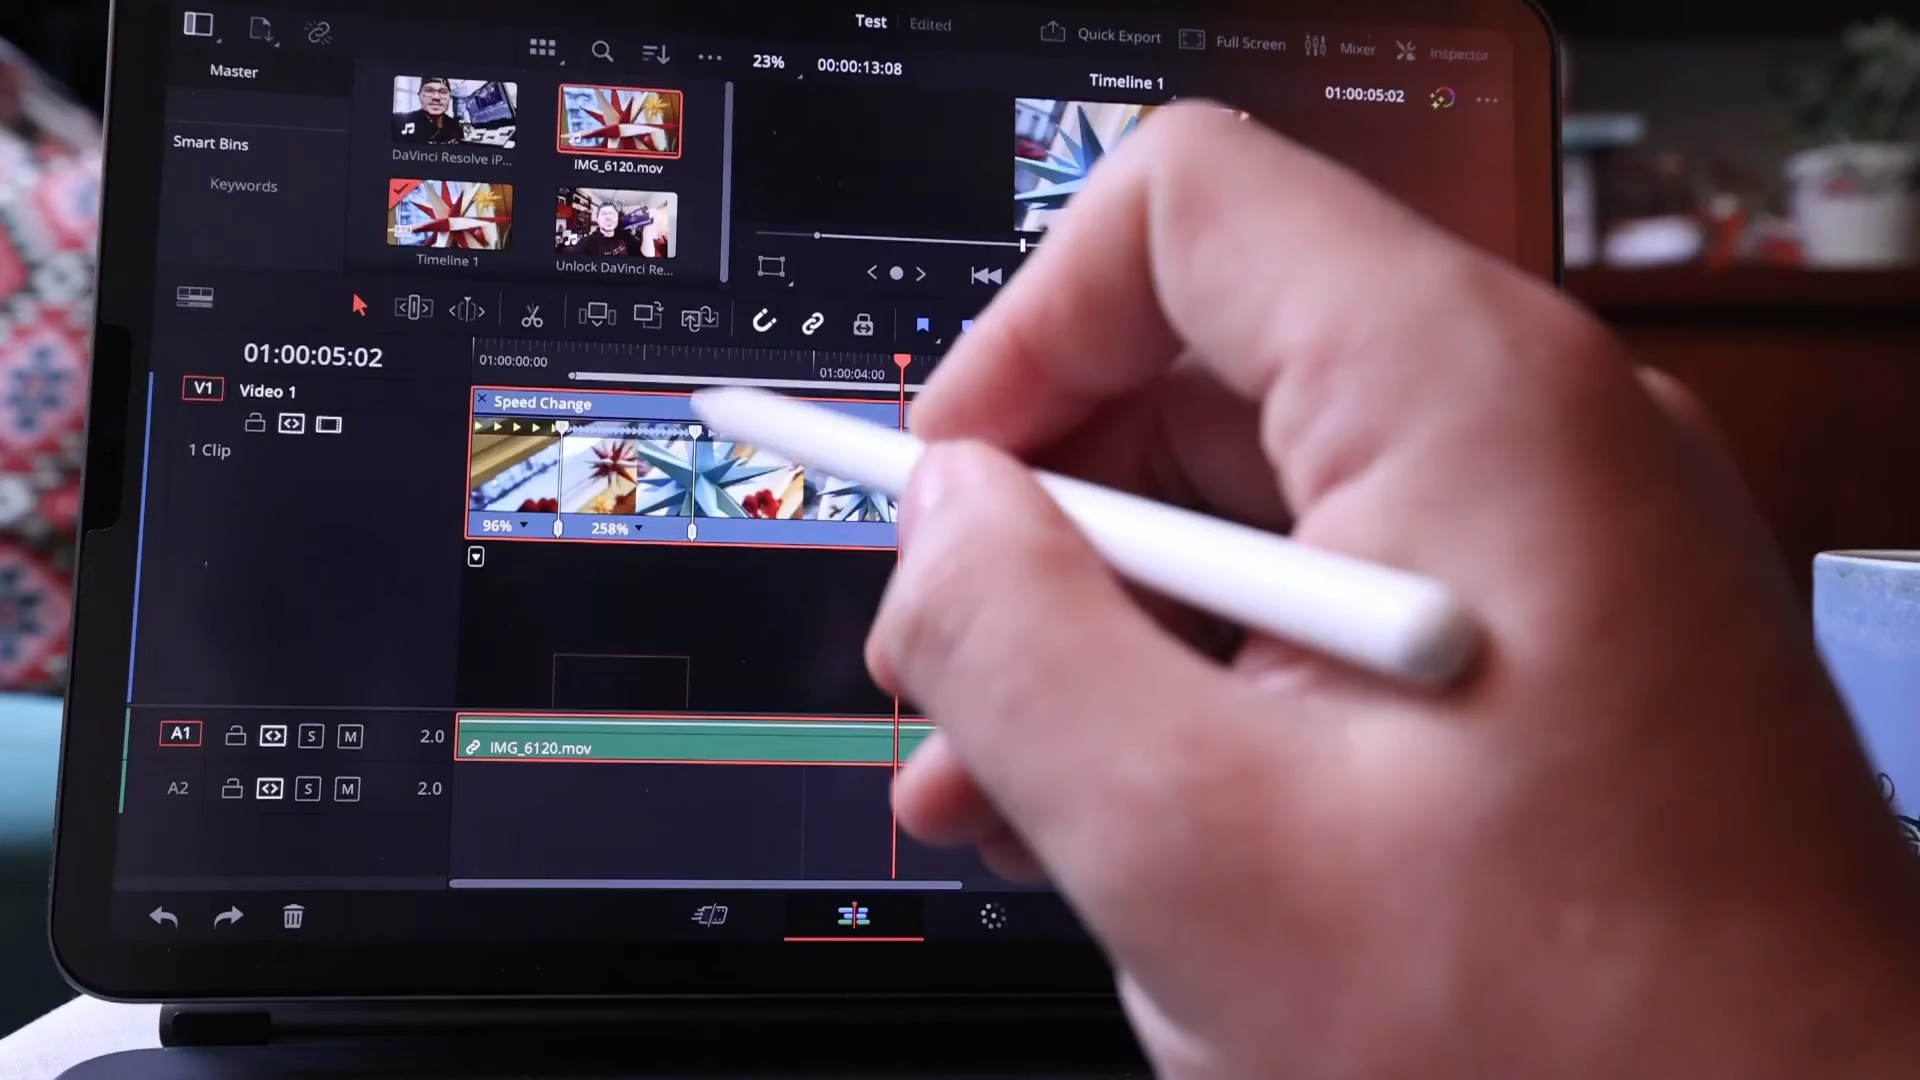 Test Edited
Quick Export
Full Screen
Mixer
Inspector
Master
23%
00:00:13:08
Timeline 1
01:00:05:02
Smart Bins
Keywords
DaVinci Resolve iP...
IMG_6120.mov
Timeline 1
Unlock DaVinci Re...
01:00:05:02
01:00:00:00
01:00:04:00
V1 Video 1
Speed Change
1 Clip
96%
258%
A1 S M 2.0
IMG_6120.mov
A2 S M 2.0